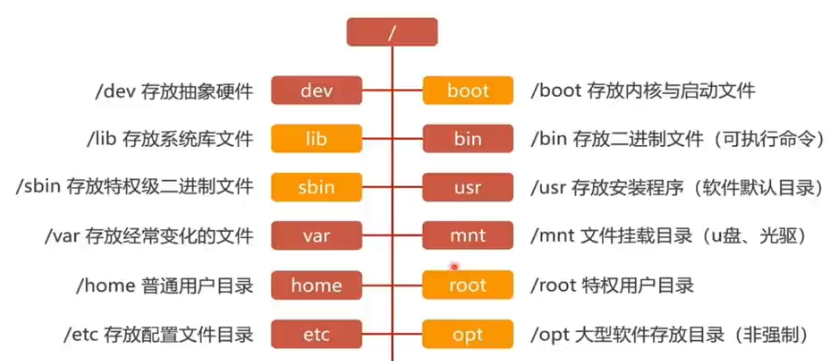 /
/dev 存放抽象硬件 dev boot /boot 存放内核与启动文件
/lib 存放系统库文件 lib bin /bin 存放二进制文件（可执行命令）
/sbin 存放特权级二进制文件 sbin usr /usr 存放安装程序（软件默认目录）
/var 存放经常变化的文件 var mnt /mnt 文件挂载目录（u盘、光驱）
/home 普通用户目录 home root /root 特权用户目录
/etc 存放配置文件目录 etc opt /opt 大型软件存放目录（非强制）